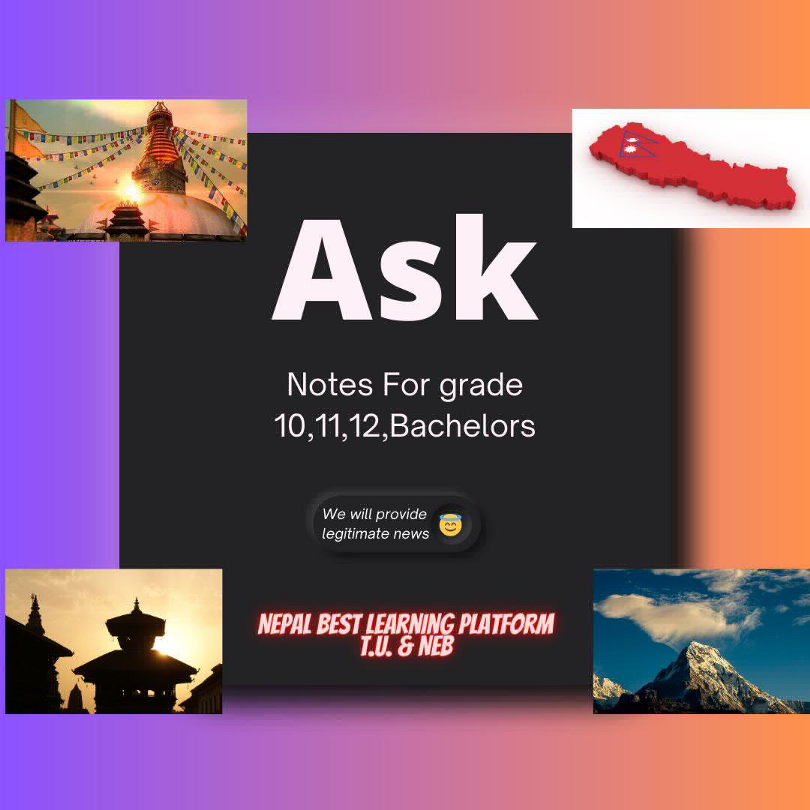 Ask
Notes For grade
10,11,12,Bachelors
We will provide
legitimate news
NEPAL BEST LEARNING PLATFORM
T.U. & NEB